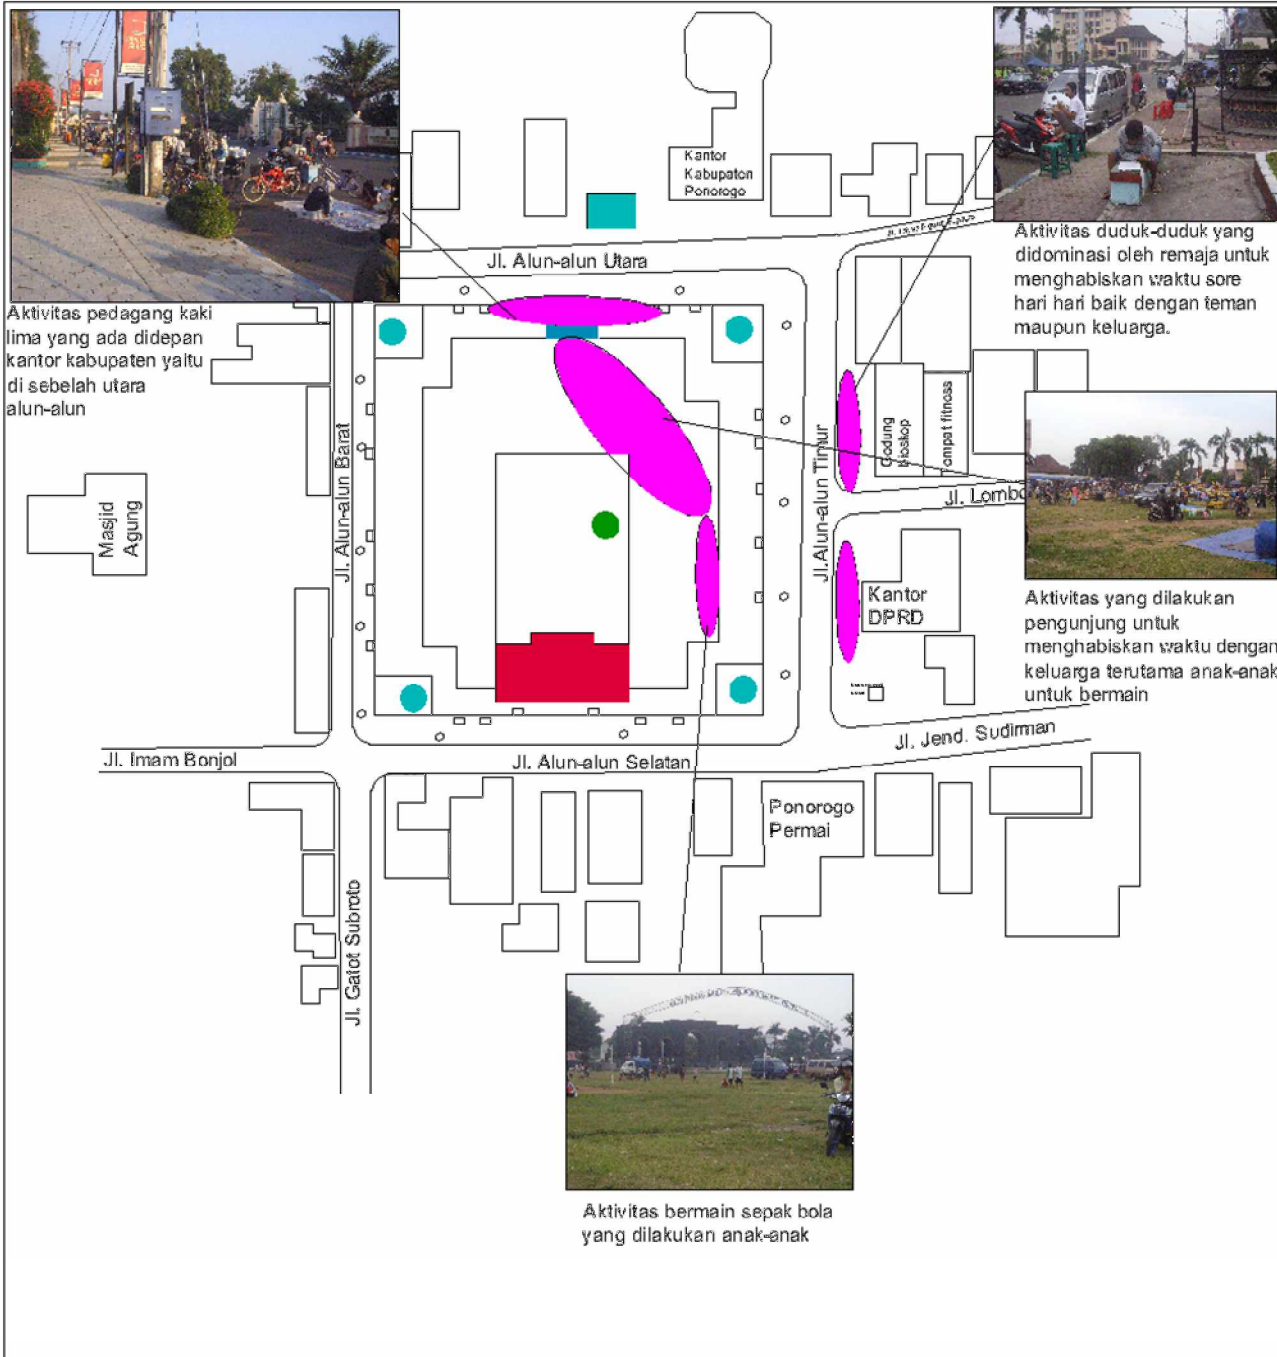 Kantor
Kabupaton
Ponorogo
Aktivitas duduk-duduk yang
didominasi oleh remaja untuk
menghabiskan waktu sore
hari hari baik dengan teman
maupun keluarga.
Jl. Alun-alun Utara
Aktivitas pedagang kaki
lima yang ada didepan
kantor kabupaten yaitu
di sebelah utara
alun-alun
Jl. Alun-alun Barat
Jl.Alun-alun Timur
Godung
Bioskop
ompat fitnoss
Jl. Lombo
Masjid
Agung
Kantor
DPRD
Aktivitas yang dilakukan
pengunjung untuk
menghabiskan waktu dengan
keluarga terutama anak-anak
untuk bermain
Jl. Jend. Sudirman
Jl. Imam Bonjol
Jl. Alun-alun Selatan
Ponorogo
Permai
Jl. Gatot Subroto
Aktivitas bermain sepak bola
yang dilakukan anak-anak